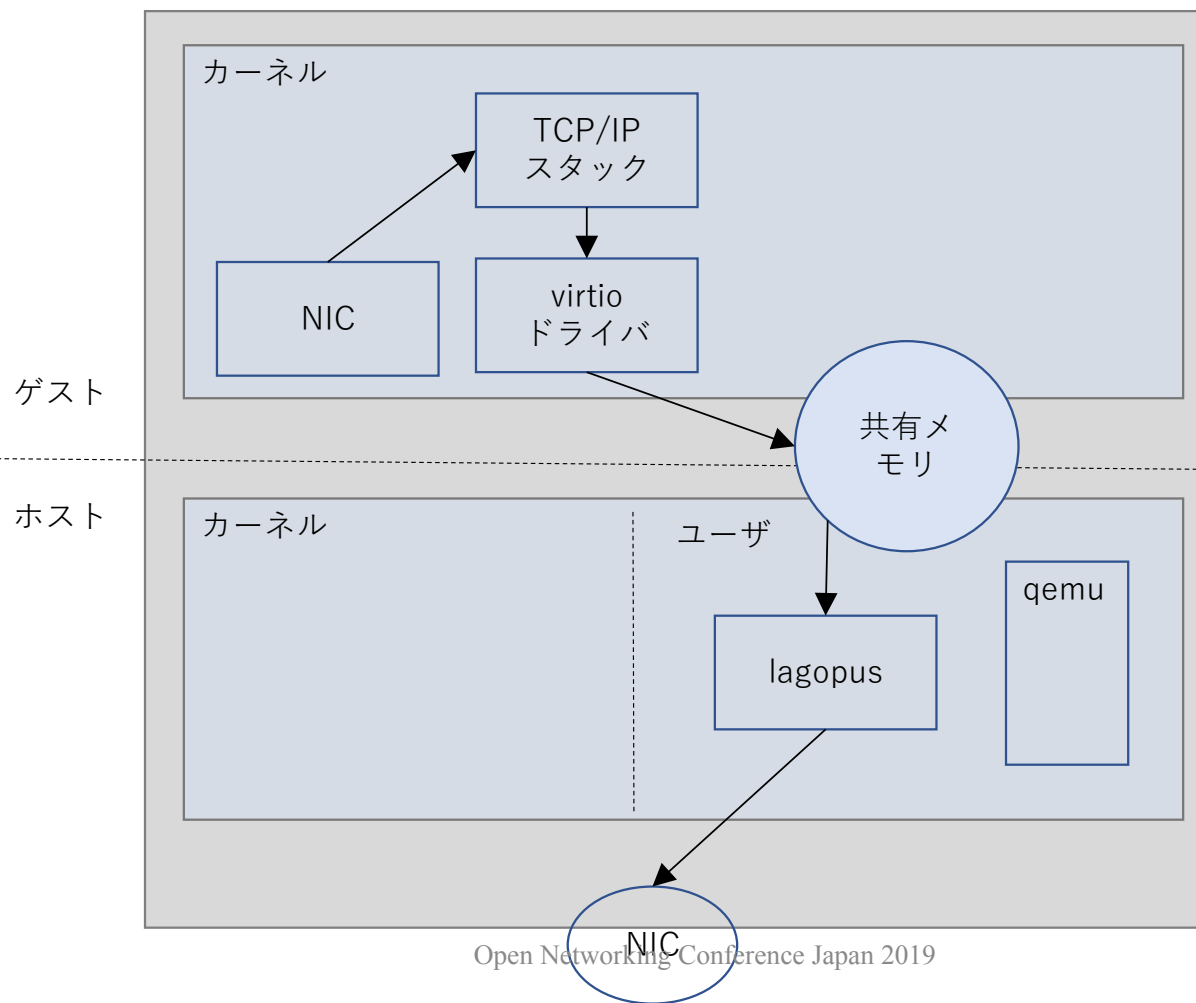 カーネル
TCP/IP
スタック
NIC
virtio
ドライバ
ゲスト
共有メ
モリ
ホスト
カーネル
ユーザ
qemu
lagopus
NIC
Open Networking Conference Japan 2019